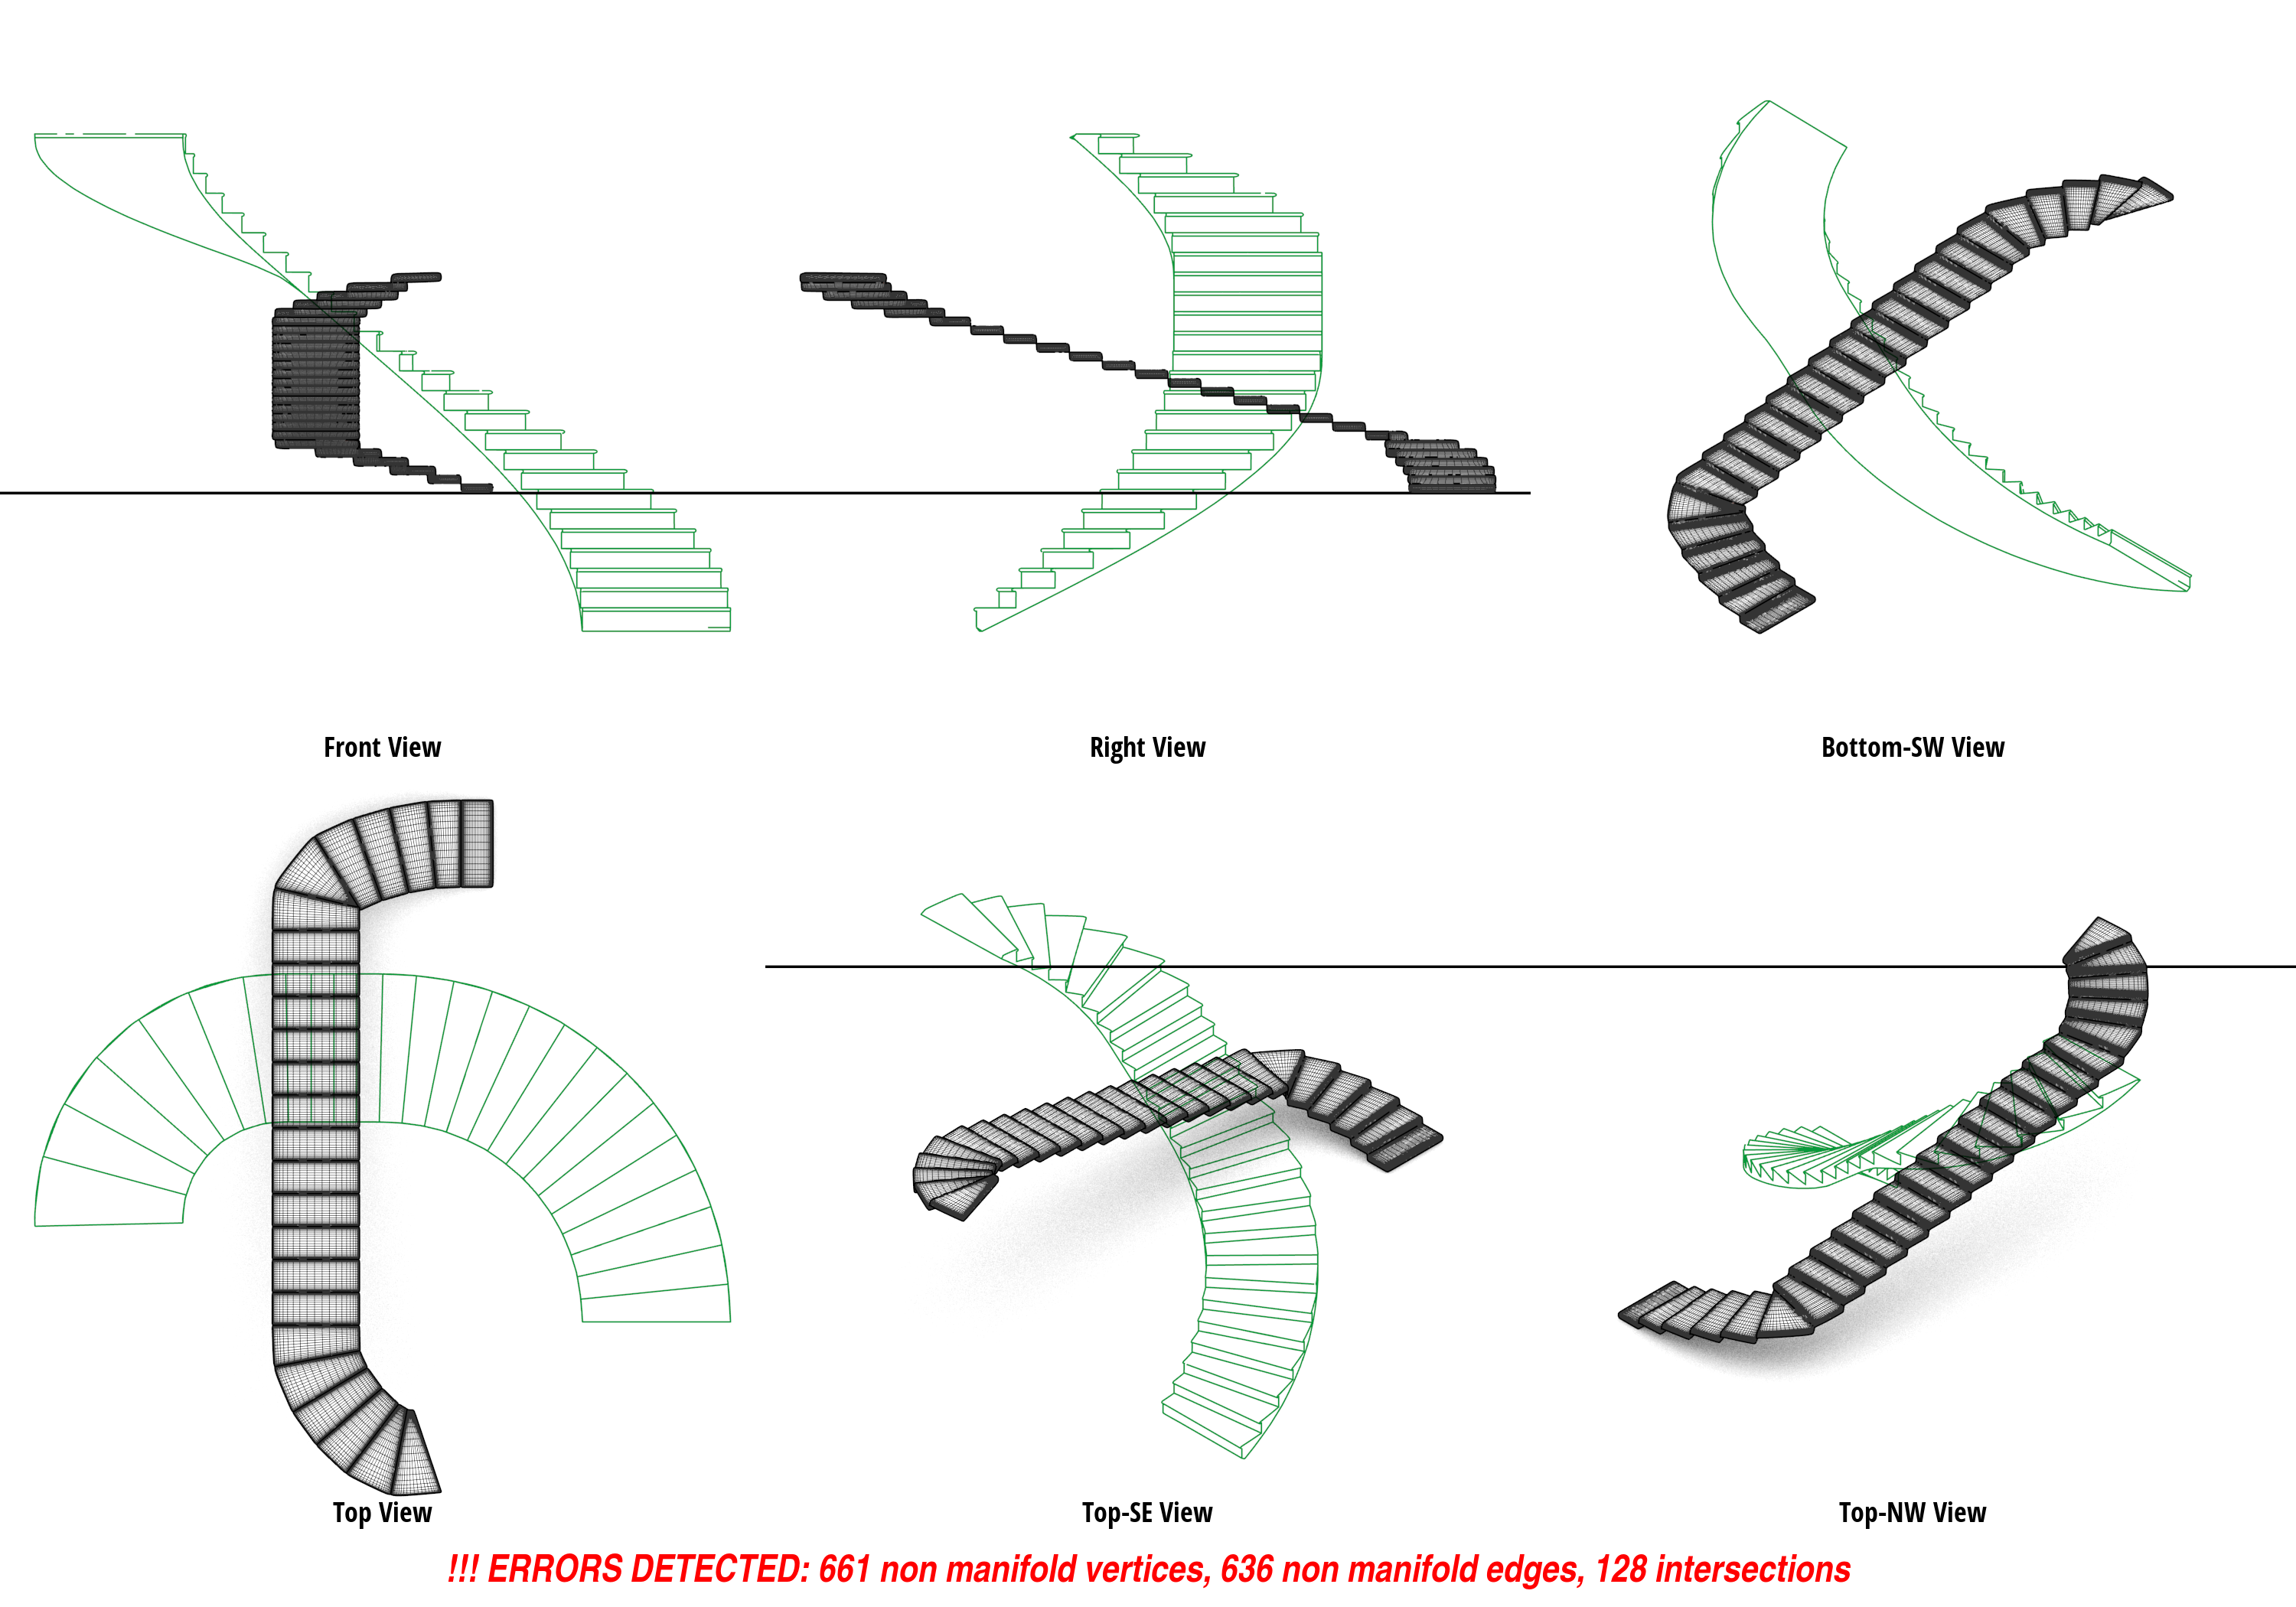 Front View
Right View
Bottom-SW View
Top View
Top-SE View
Top-NW View
!!! ERRORS DETECTED: 661 non manifold vertices, 636 non manifold edges, 128 intersections